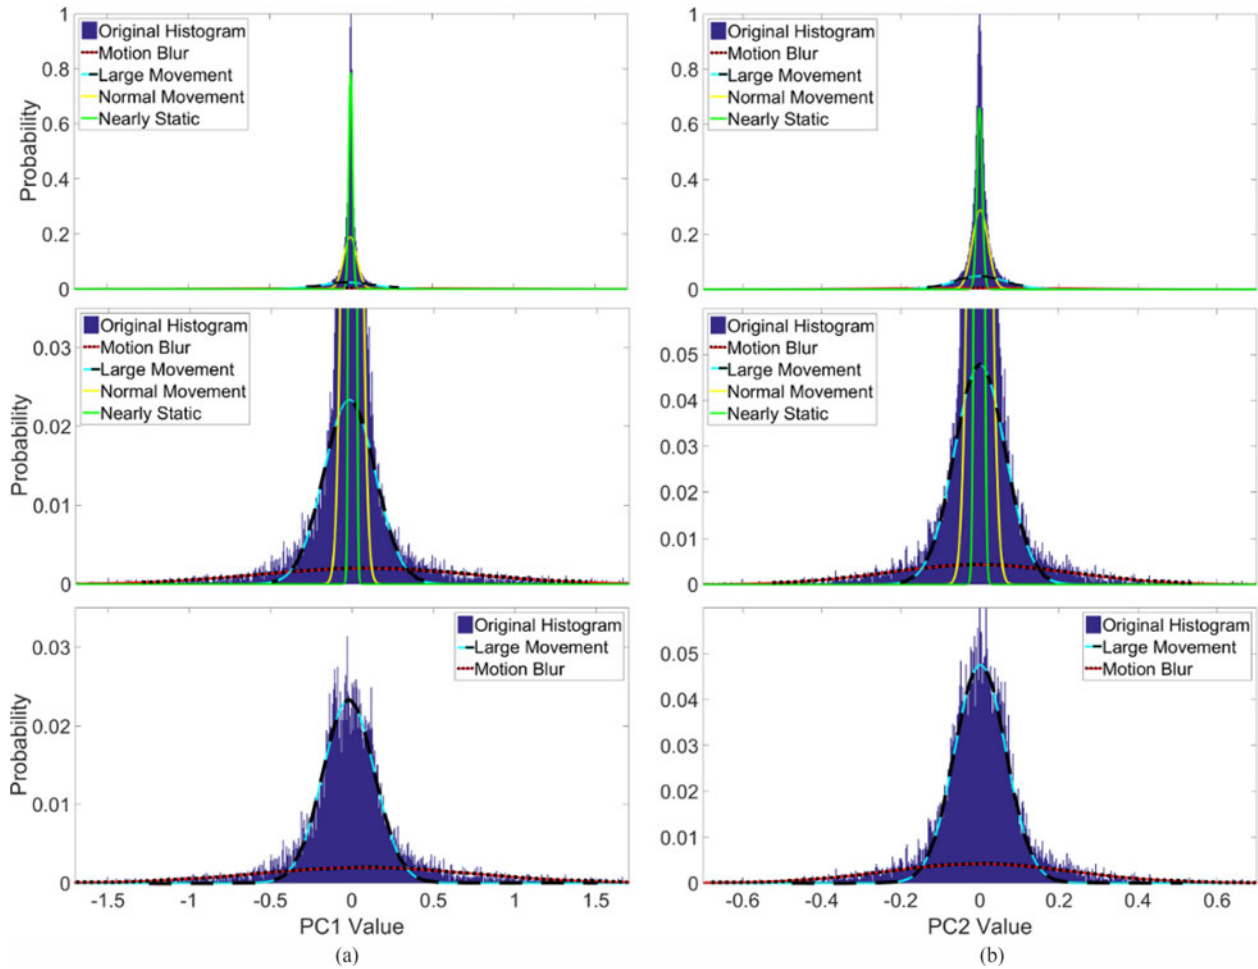 1
0.8
0.6
0.4
0.2
0
Probability
Original Histogram
Motion Blur
Large Movement
Normal Movement
Nearly Static
1
0.8
0.6
0.4
0.2
0
Original Histogram
Motion Blur
Large Movement
Normal Movement
Nearly Static
0.03
0.02
0.01
0
Probability
Original Histogram
Motion Blur
Large Movement
Normal Movement
Nearly Static
0.05
0.04
0.03
0.02
0.01
0
Original Histogram
Motion Blur
Large Movement
Normal Movement
Nearly Static
0.03
0.02
0.01
0
Probability
Original Histogram
Large Movement
Motion Blur
-1.5 -1 -0.5 0 0.5 1 1.5
PC1 Value
(a)
0.05
0.04
0.03
0.02
0.01
0
Original Histogram
Large Movement
Motion Blur
-0.6 -0.4 -0.2 0 0.2 0.4 0.6
PC2 Value
(b)